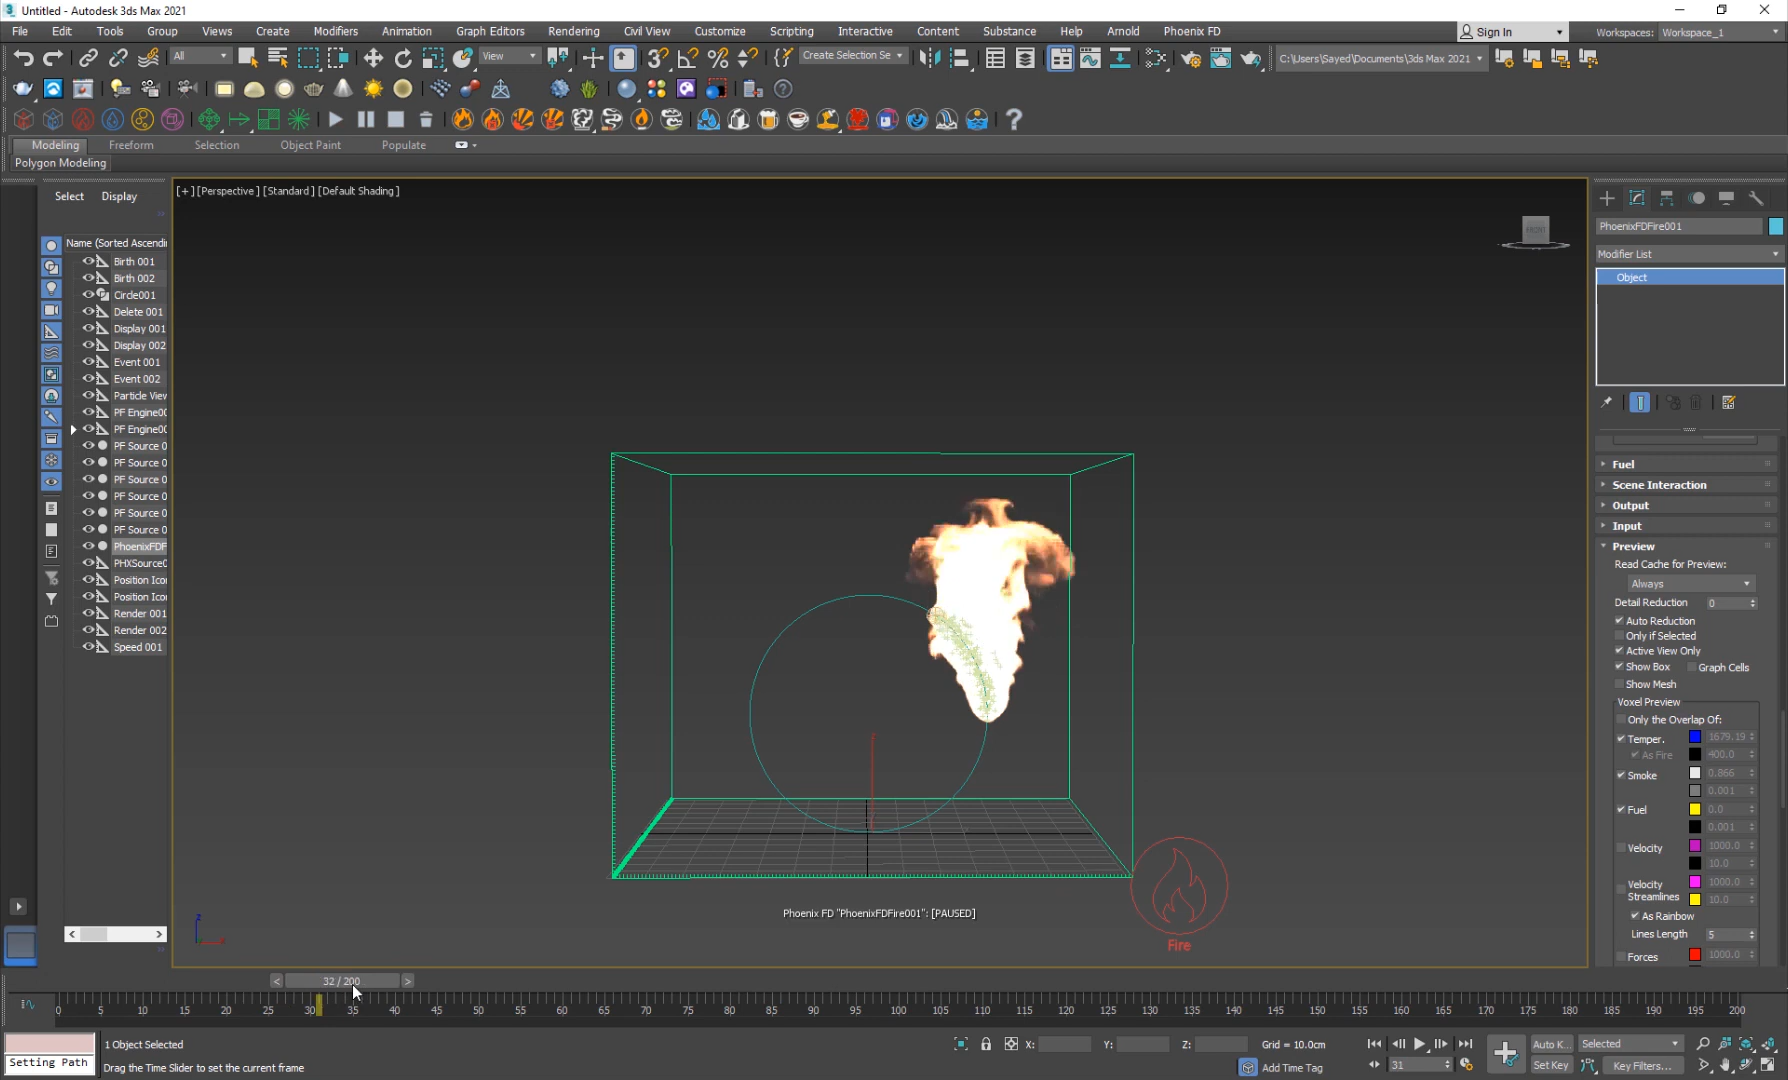 Untitled - Autodesk 3ds Max 2021
File Edit Tools Group Views Create Modifiers Animation Graph Editors Rendering Civil View Customize Scripting Interactive Content Substance Help Arnold Phoenix FD
Sign In Workspaces: Workspace_1
All View Create Selection Se C:\Users\Sayed\Documents\3ds Max 2021
Modeling Freeform Selection Object Paint Populate
Polygon Modeling
Select Display
[+] [Perspective] [Standard] [Default Shading]
FRONT
PhoenixFDFire001
Modifier List
Object
Name (Sorted Ascendi
Birth 001
Birth 002
Circle001
Delete 001
Display 001
Display 002
Event 001
Event 002
Particle View
PF Engine00
PF Engine00
PF Source 0
PF Source 0
PF Source 0
PF Source 0
PF Source 0
PF Source 0
PhoenixFDF
PHXSource0
Position Ico
Position Ico
Render 001
Render 002
Speed 001
Fuel
Scene Interaction
Output
Input
Preview
Read Cache for Preview:
Always
Detail Reduction 0
Auto Reduction
Only if Selected
Active View Only
Show Box Graph Cells
Show Mesh
Voxel Preview
Only the Overlap Of:
Temper. 1679.19
As Fire 400.0
Smoke 0.866
0.001
Fuel 0.0
0.001
Velocity 1000.0
10.0
Velocity 1000.0
Streamlines 10.0
As Rainbow
Lines Length 5
Forces 1000.0
Phoenix FD "PhoenixFDFire001": [PAUSED]
Fire
z
32 / 200
0 5 10 15 20 25 30 35 40 45 50 55 60 65 70 75 80 85 90 95 100 105 110 115 120 125 130 135 140 145 150 155 160 165 170 175 180 185 190 195 200
1 Object Selected
Setting Path
Drag the Time Slider to set the current frame
X: Y: Z: Grid = 10.0cm
Add Time Tag
31
Auto K... Selected
Set Key Key Filters...